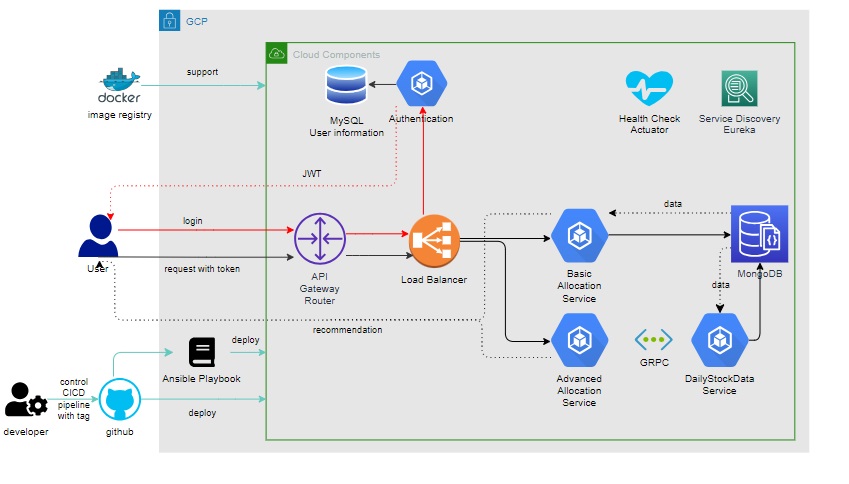 GCP
Cloud Components
support
docker
image registry
MySQL
User information
Authentication
Health Check
Actuator
Service Discovery
Eureka
JWT
login
data
User
request with token
API
Gateway
Router
Load Balancer
Basic
Allocation
Service
MongoDB
data
recommendation
deploy
Ansible Playbook
GRPC
Advanced
Allocation
Service
DailyStockData
Service
control
CICD
pipeline
with tag
deploy
developer
github